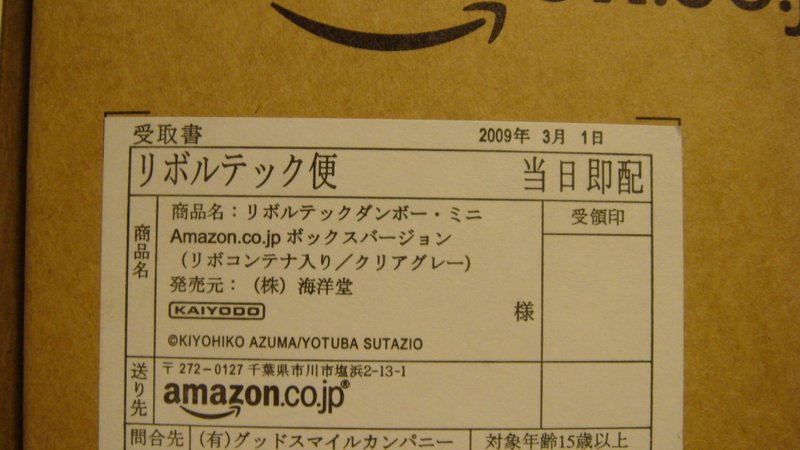 受取書 2009年 3月 1日
リボルテック便 当日即配
商品名
商品名：リボルテックダンボー・ミニ
Amazon.co.jp ボックスバージョン
（リボコンテナ入り／クリアグレー）
発売元：（株）海洋堂
KAIYODO
様
©KIYOHIKO AZUMA/YOTUBA SUTAZIO
受領印
送り先
〒272－0127 千葉県市川市塩浜2-13-1
amazon.co.jp®
問合先 （有）グッドスマイルカンパニー 対象年齢15歳以上